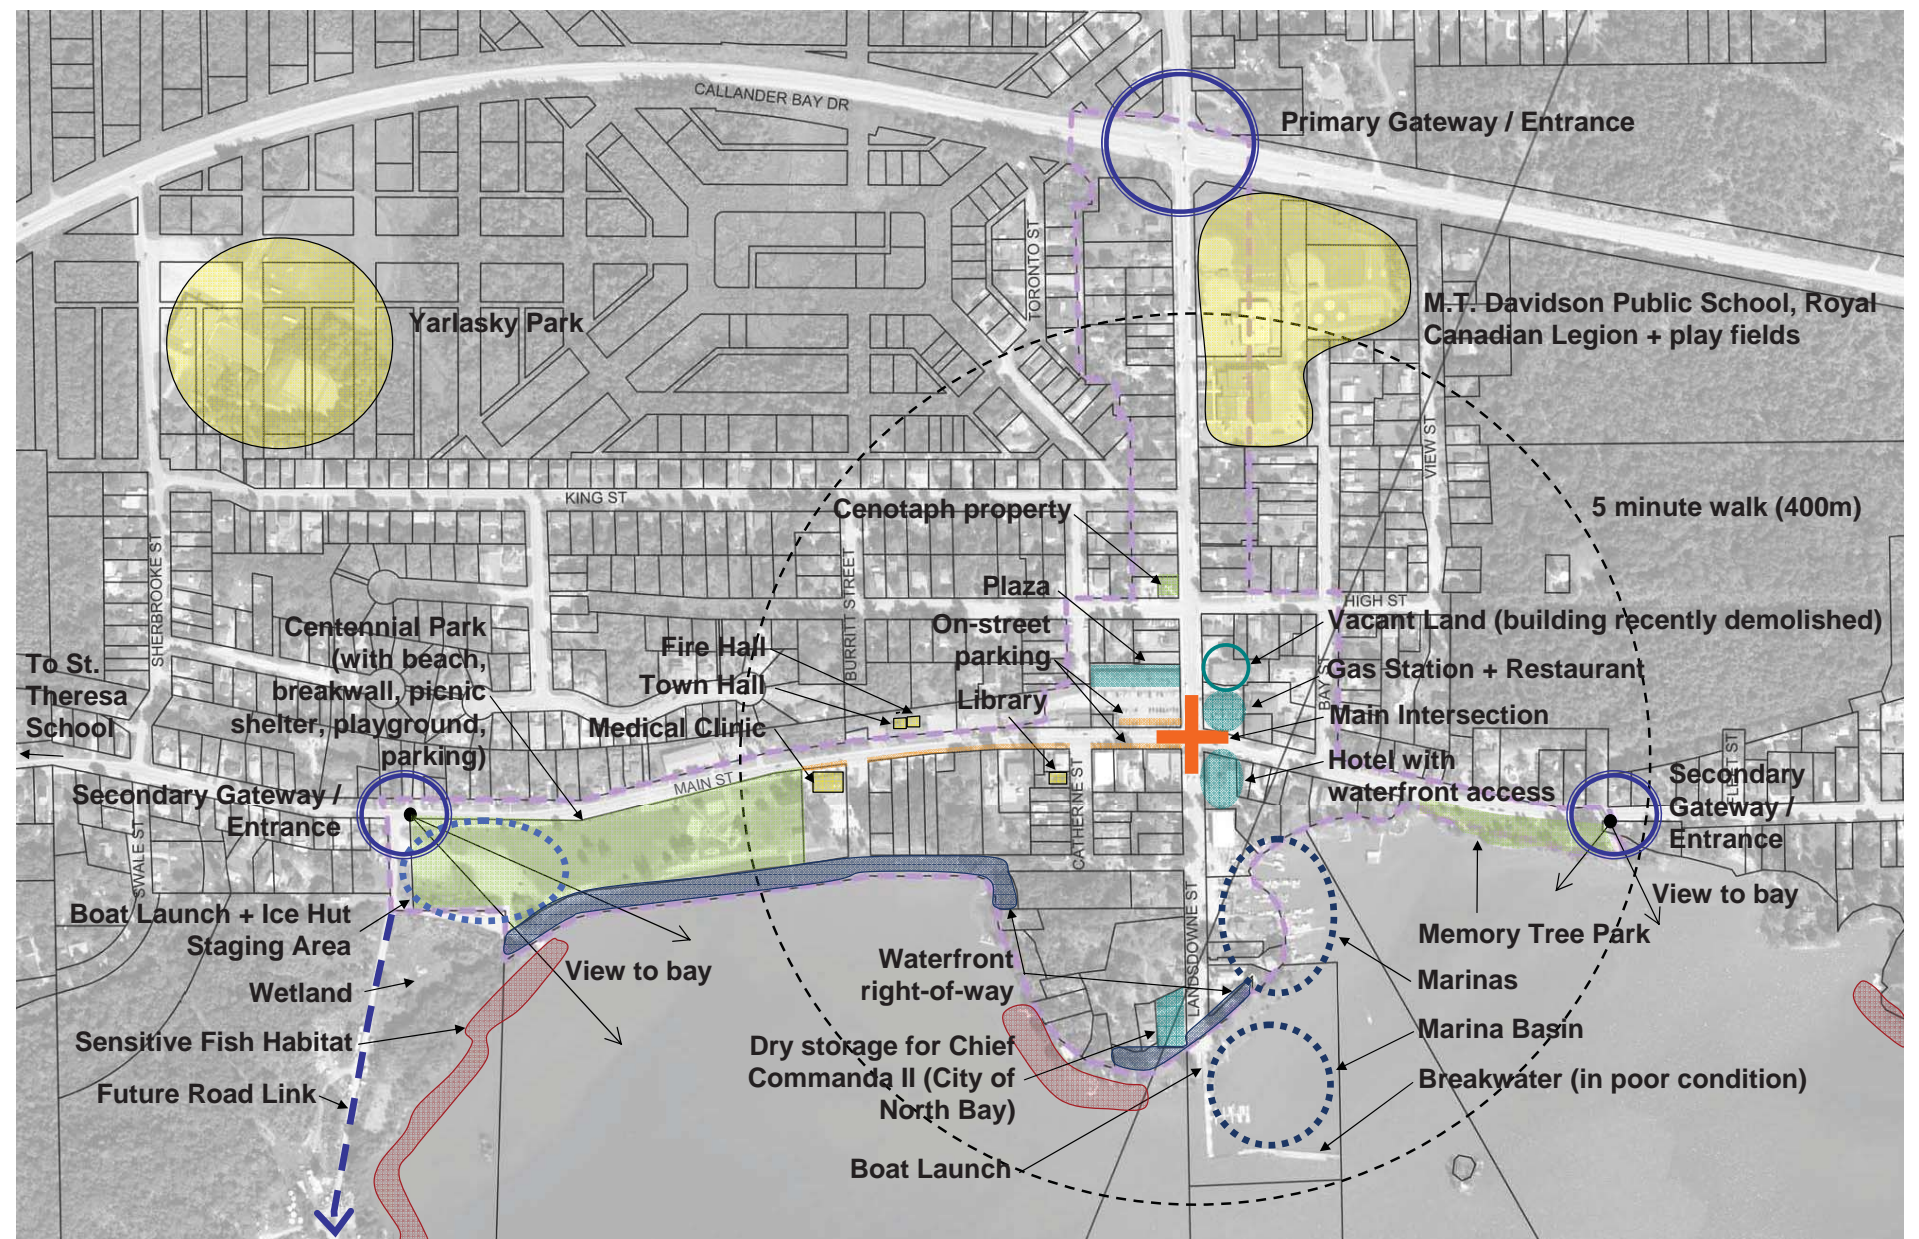 CALLANDER BAY DR
Primary Gateway / Entrance
TORONTO ST
Yarlasky Park
M.T. Davidson Public School, Royal
Canadian Legion + play fields
VIEW ST
KING ST
Cenotaph property
5 minute walk (400m)
SHERBROOKE ST
BURRITT STREET
Plaza
HIGH ST
On-street
parking
Vacant Land (building recently demolished)
Centennial Park
(with beach,
breakwall, picnic
shelter, playground,
parking)
To St.
Theresa
School
Fire Hall
Town Hall
Medical Clinic
Library
BAY ST
Gas Station + Restaurant
Main Intersection
Hotel with
waterfront access
FLEET ST
Secondary
Gateway /
Entrance
MAIN ST
Secondary Gateway /
Entrance
SWALE ST
CATHERINE ST
LANDSDOWNE ST
View to bay
Boat Launch + Ice Hut
Staging Area
Memory Tree Park
View to bay
Waterfront
right-of-way
Marinas
Wetland
Marina Basin
Sensitive Fish Habitat
Dry storage for Chief
Commanda II (City of
North Bay)
Breakwater (in poor condition)
Future Road Link
Boat Launch